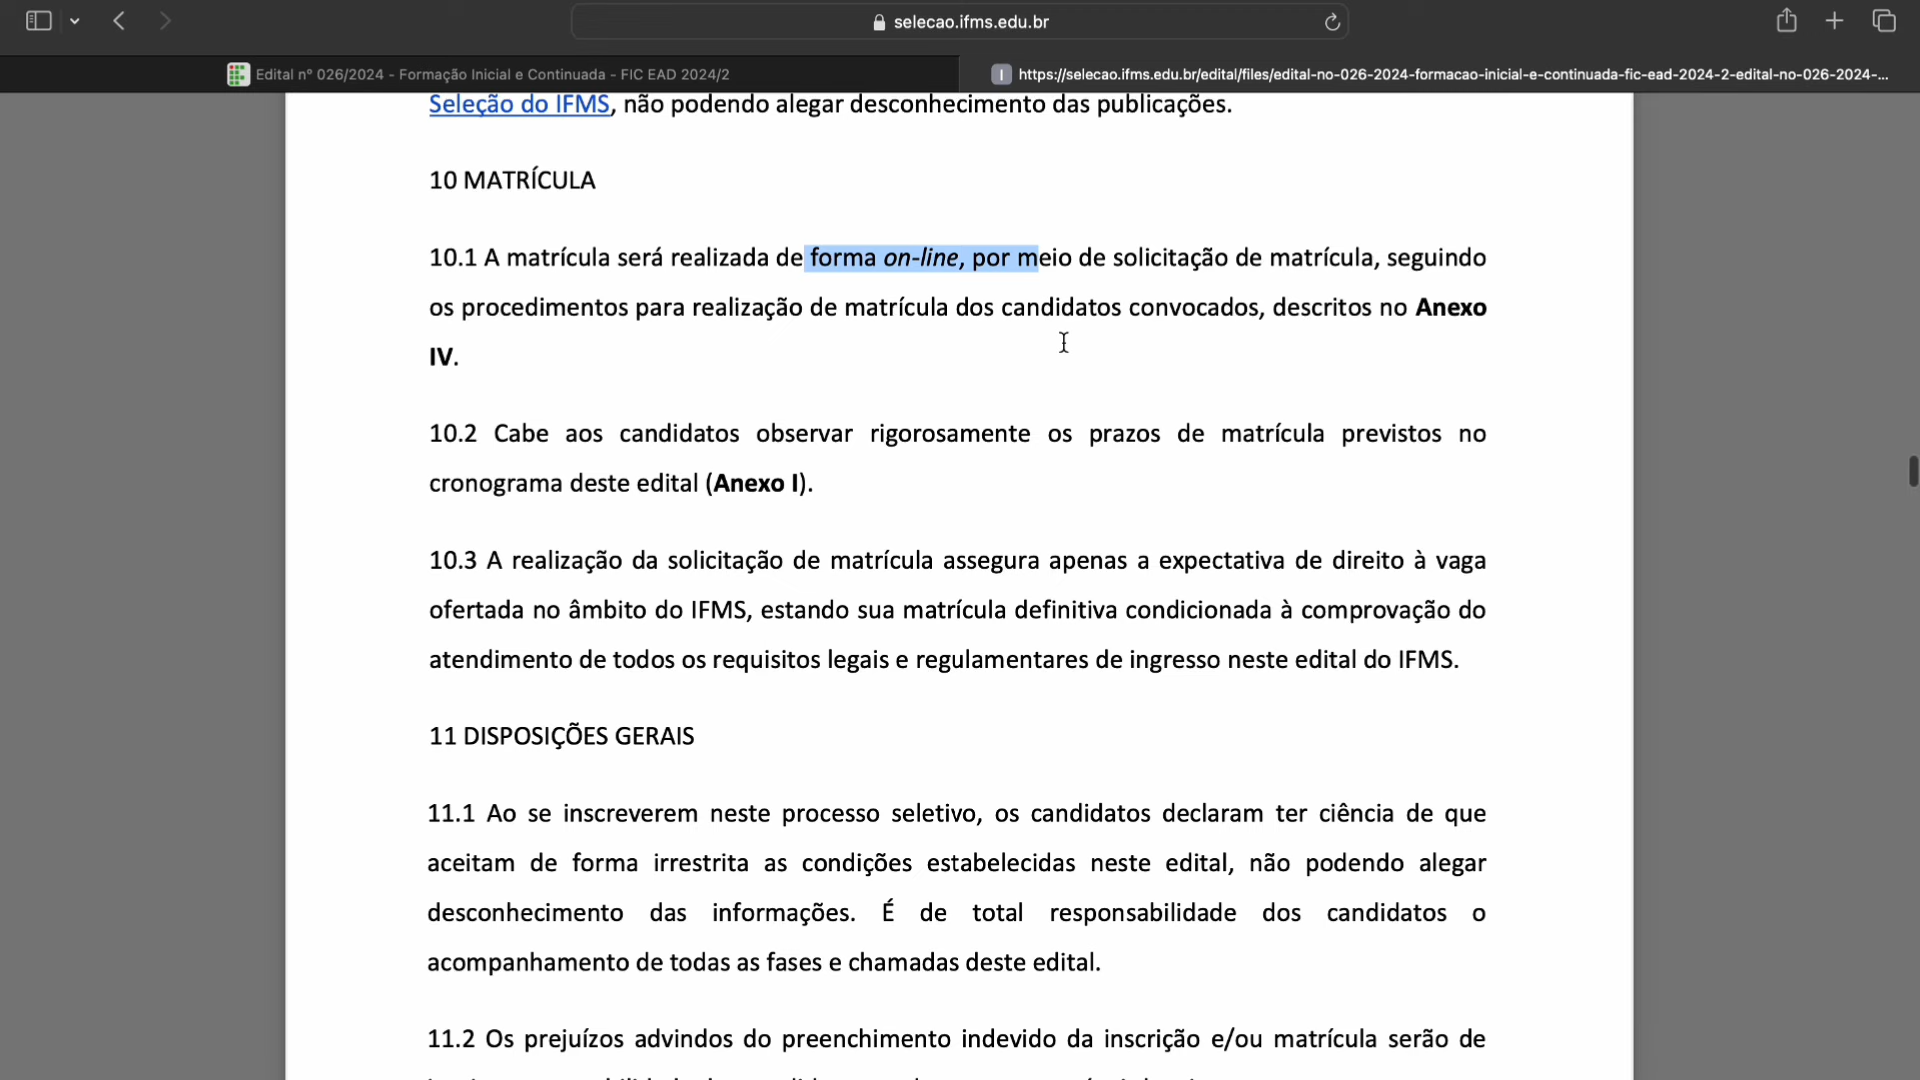 selecao.ifms.edu.br
Edital nº 026/2024 - Formação Inicial e Continuada - FIC EAD 2024/2
I https://selecao.ifms.edu.br/edital/files/edital-no-026-2024-formacao-inicial-e-continuada-fic-ead-2024-2-edital-no-026-2024-...
Seleção do IFMS, não podendo alegar desconhecimento das publicações.
10 MATRÍCULA
10.1 A matrícula será realizada de forma on-line, por meio de solicitação de matrícula, seguindo
os procedimentos para realização de matrícula dos candidatos convocados, descritos no Anexo
IV.
10.2 Cabe aos candidatos observar rigorosamente os prazos de matrícula previstos no
cronograma deste edital (Anexo I).
10.3 A realização da solicitação de matrícula assegura apenas a expectativa de direito à vaga
ofertada no âmbito do IFMS, estando sua matrícula definitiva condicionada à comprovação do
atendimento de todos os requisitos legais e regulamentares de ingresso neste edital do IFMS.
11 DISPOSIÇÕES GERAIS
11.1 Ao se inscreverem neste processo seletivo, os candidatos declaram ter ciência de que
aceitam de forma irrestrita as condições estabelecidas neste edital, não podendo alegar
desconhecimento das informações. É de total responsabilidade dos candidatos o
acompanhamento de todas as fases e chamadas deste edital.
11.2 Os prejuízos advindos do preenchimento indevido da inscrição e/ou matrícula serão de